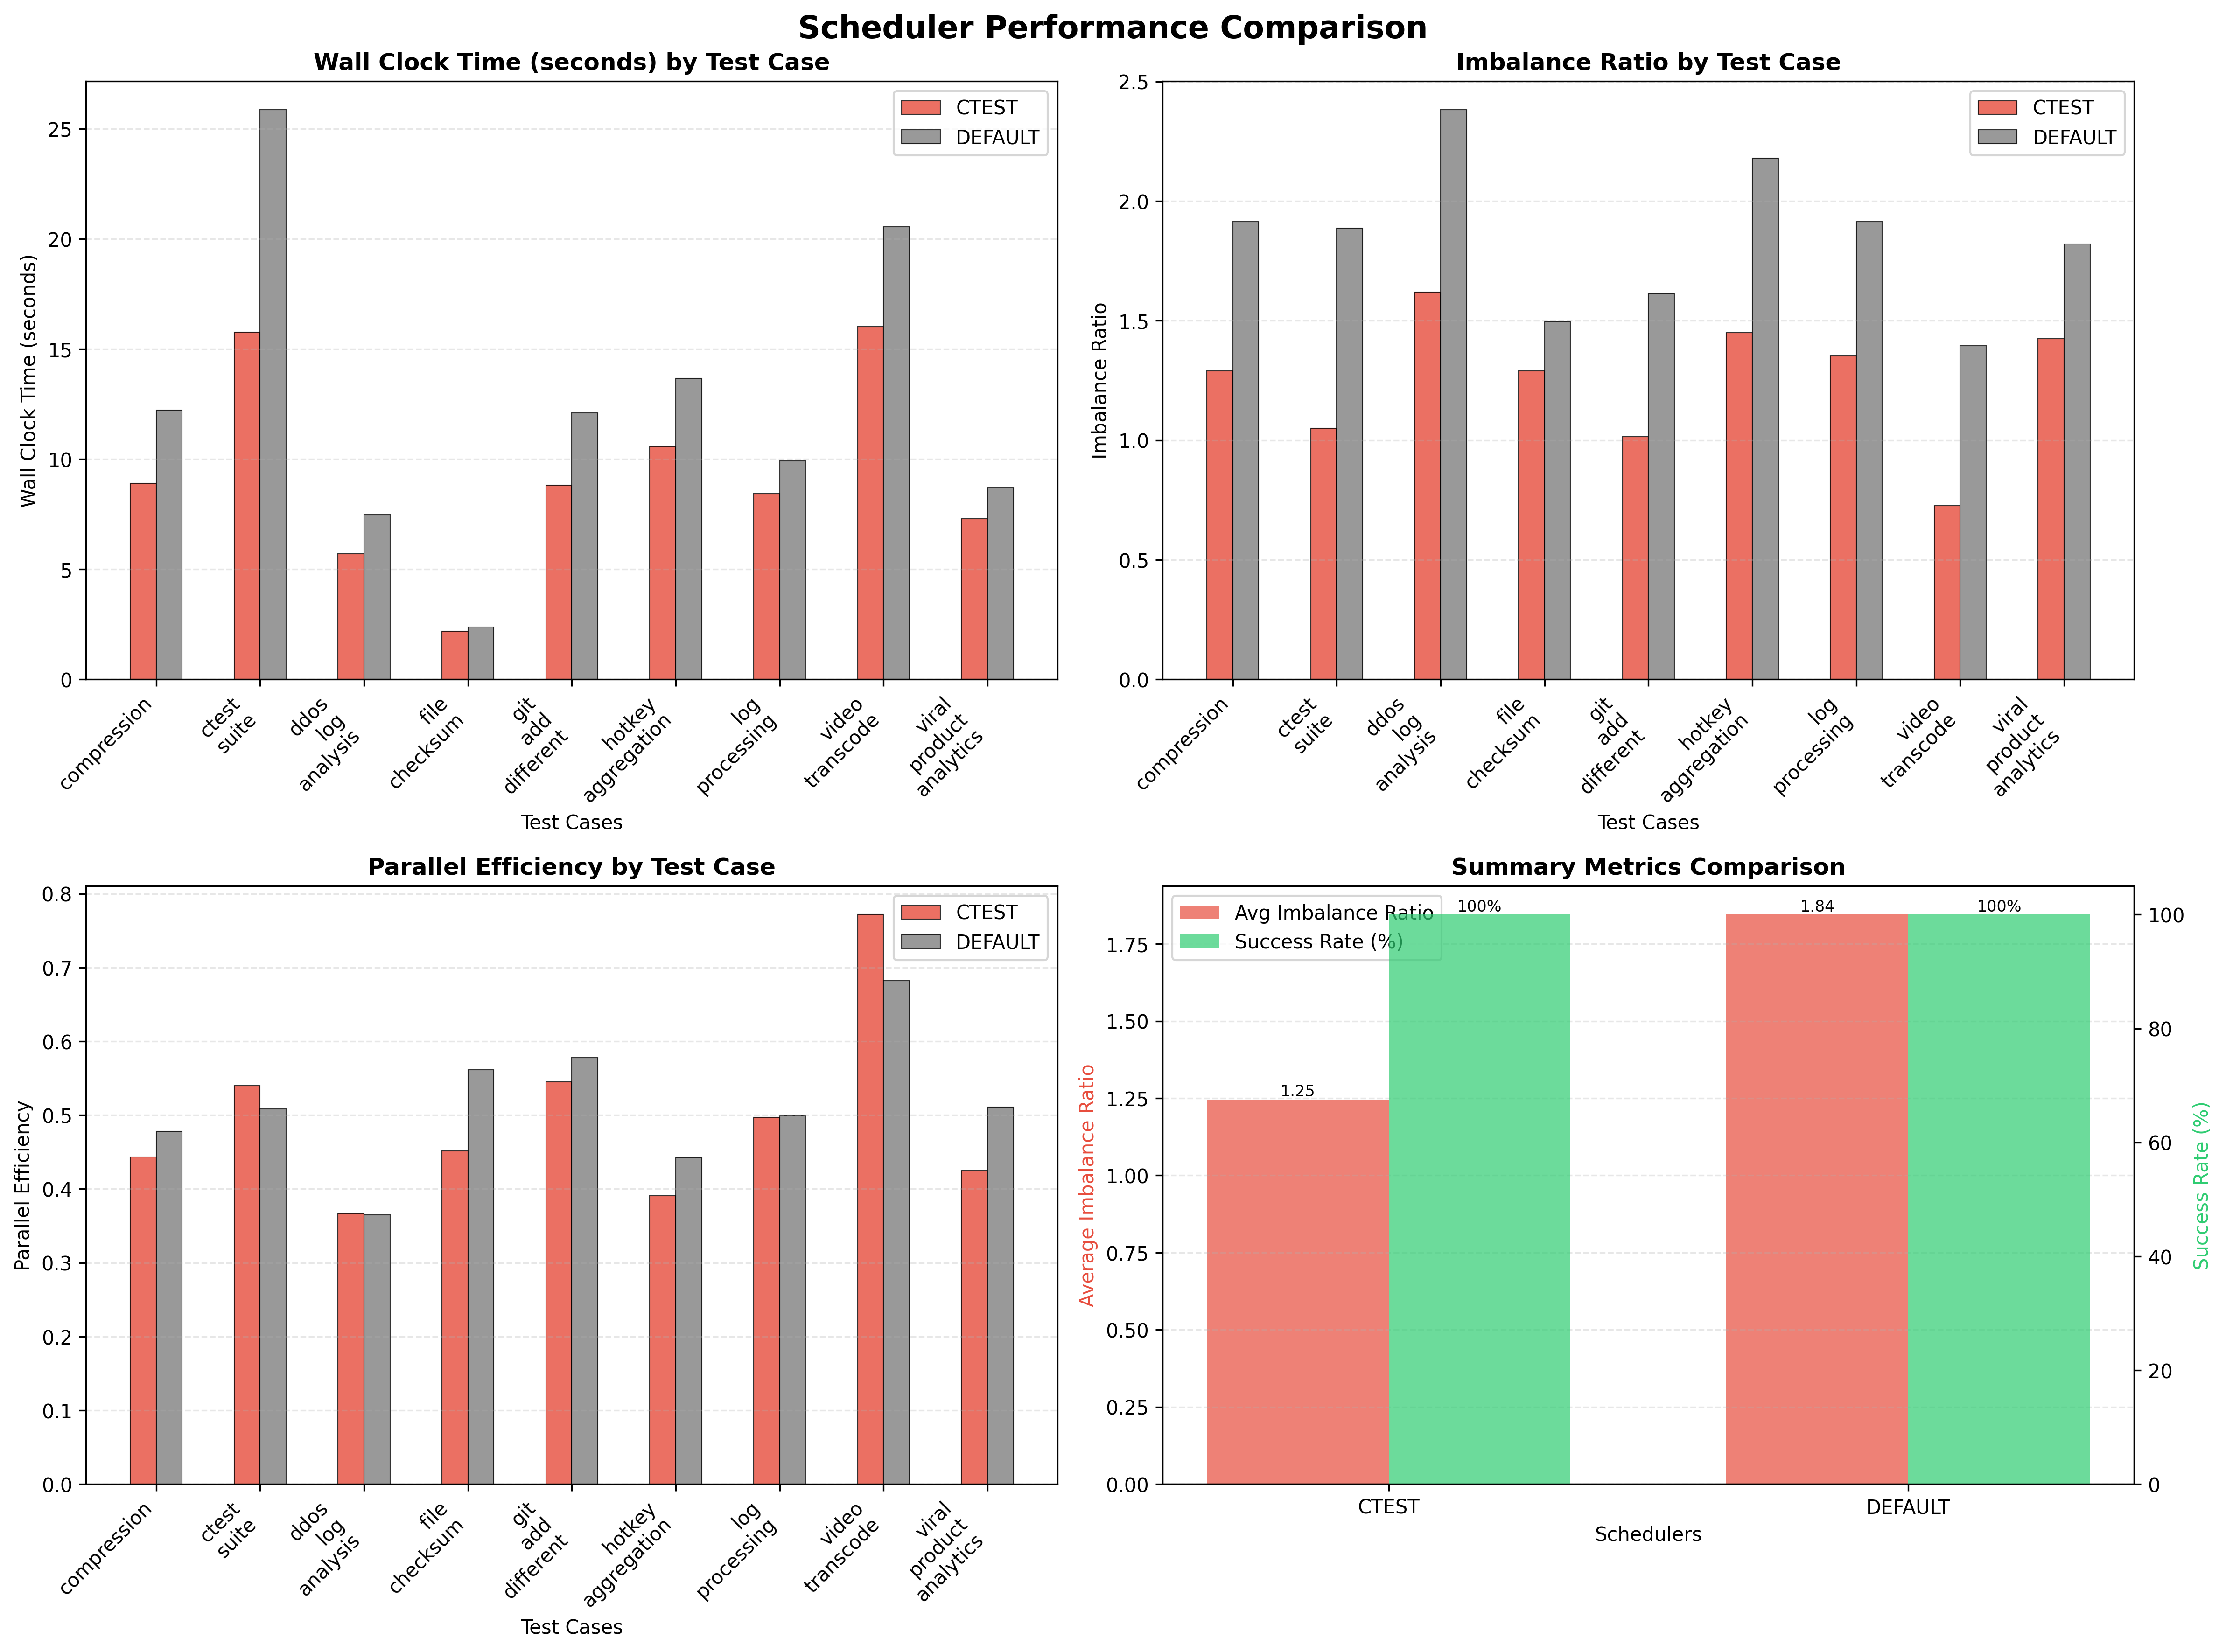 Scheduler Performance Comparison
Wall Clock Time (seconds) by Test Case
Wall Clock Time (seconds)
25
20
15
10
5
0
CTEST
DEFAULT
compression
ctest
suite
ddos
log
analysis
file
checksum
git
add
different
hotkey
aggregation
log
processing
video
transcode
viral
product
analytics
Test Cases
Imbalance Ratio by Test Case
Imbalance Ratio
2.5
2.0
1.5
1.0
0.5
0.0
CTEST
DEFAULT
compression
ctest
suite
ddos
log
analysis
file
checksum
git
add
different
hotkey
aggregation
log
processing
video
transcode
viral
product
analytics
Test Cases
Parallel Efficiency by Test Case
Parallel Efficiency
0.8
0.7
0.6
0.5
0.4
0.3
0.2
0.1
0.0
CTEST
DEFAULT
compression
ctest
suite
ddos
log
analysis
file
checksum
git
add
different
hotkey
aggregation
log
processing
video
transcode
viral
product
analytics
Test Cases
Summary Metrics Comparison
Average Imbalance Ratio
1.75
1.50
1.25
1.00
0.75
0.50
0.25
0.00
Avg Imbalance Ratio
Success Rate (%)
1.25
100%
1.84
100%
100
80
60
40
20
0
Success Rate (%)
CTEST
DEFAULT
Schedulers